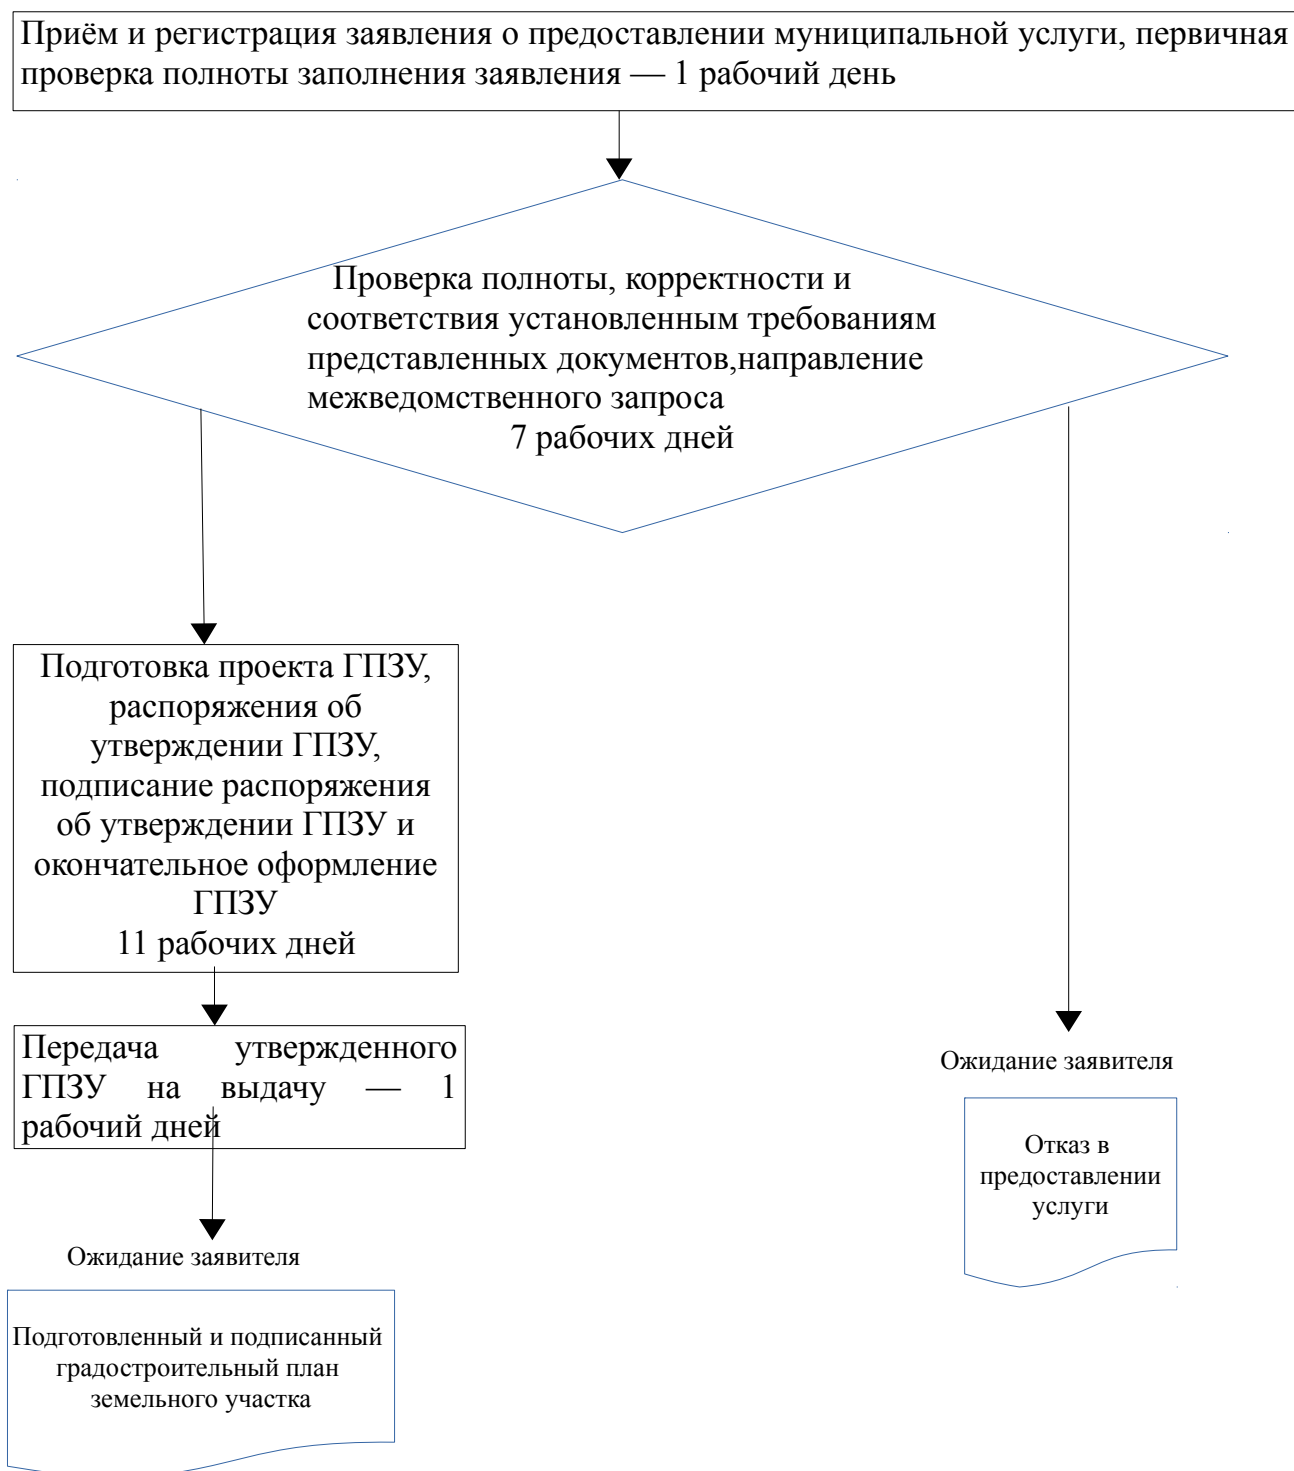 Приём и регистрация заявления о предоставлении муниципальной услуги, первичная
проверка полноты заполнения заявления — 1 рабочий день
Проверка полноты, корректности и
соответствия установленным требованиям
представленных документов,направление
межведомственного запроса
7 рабочих дней
Подготовка проекта ГПЗУ,
распоряжения об
утверждении ГПЗУ,
подписание распоряжения
об утверждении ГПЗУ и
окончательное оформление
ГПЗУ
11 рабочих дней
Передача утвержденного
ГПЗУ на выдачу — 1
рабочий дней
Ожидание заявителя
Подготовленный и подписанный
градостроительный план
земельного участка
Ожидание заявителя
Отказ в
предоставлении
услуги